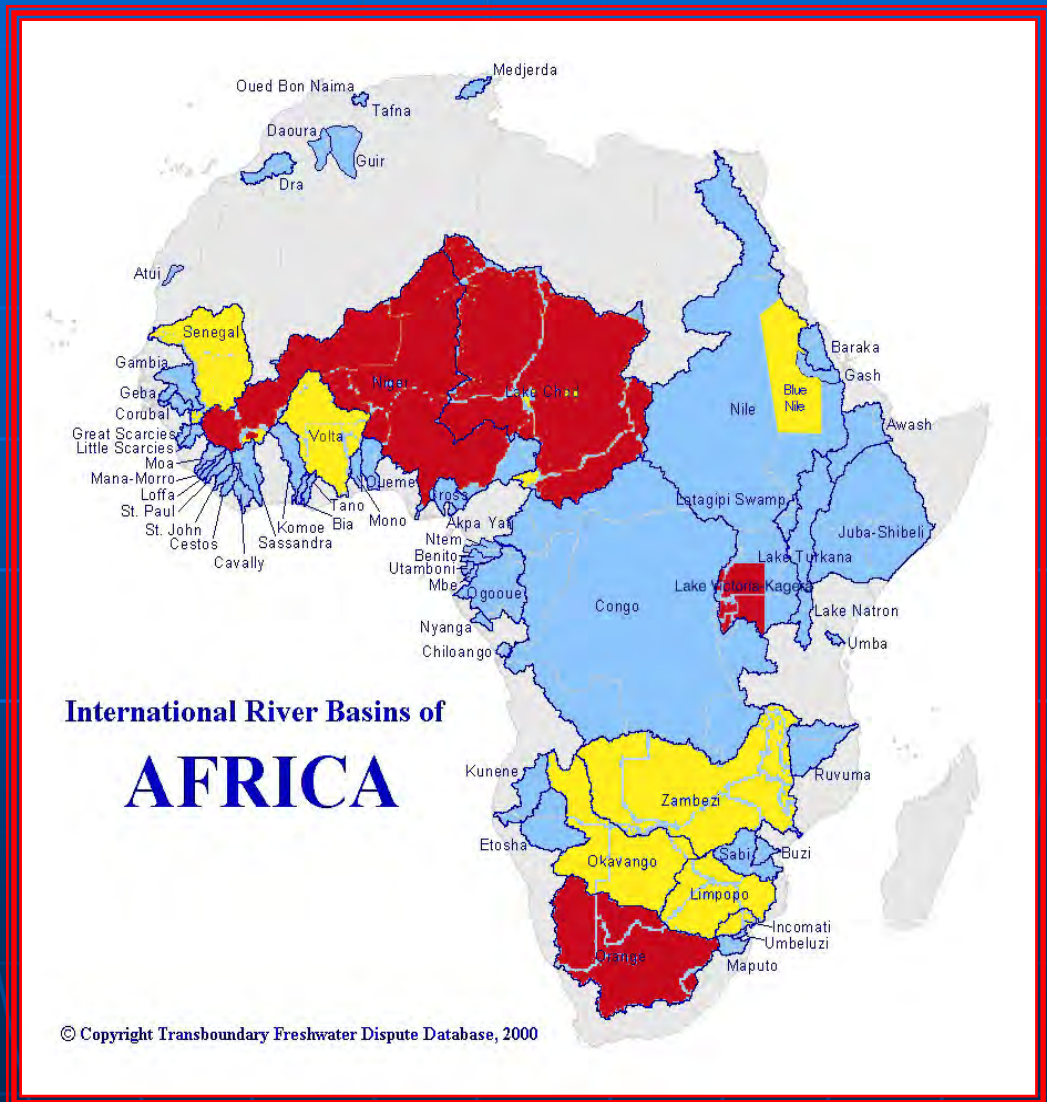 Medjerda
Oued Bon Naima
Tafna
Daoura
Guir
Dra
Atui
Senegal
Gambia
Geba
Corubal
Great Scarcies
Little Scarcies
Moa
Mana-Morro
Loffa
St. Paul
St. John
Cestos
Cavally
Sassandra
Komoe
Bia
Tano
Volta
Mono
Oueme
Niger
Lake Chad
Cross
Akpa Yafi
Ntem
Benito
Utamboni
Mbe
Ogooue
Nyanga
Chiloango
Congo
Nile
Blue
Nile
Baraka
Gash
Awash
Latagipi Swamp
Juba-Shibeli
Lake Turkana
Lake Victoria-Kagera
Lake Natron
Umba
International River Basins of
AFRICA
Ruvuma
Kunene
Zambezi
Etosha
Okavango
Sabi
Buzi
Limpopo
Incomati
Umbeluzi
Maputo
Orange
© Copyright Transboundary Freshwater Dispute Database, 2000